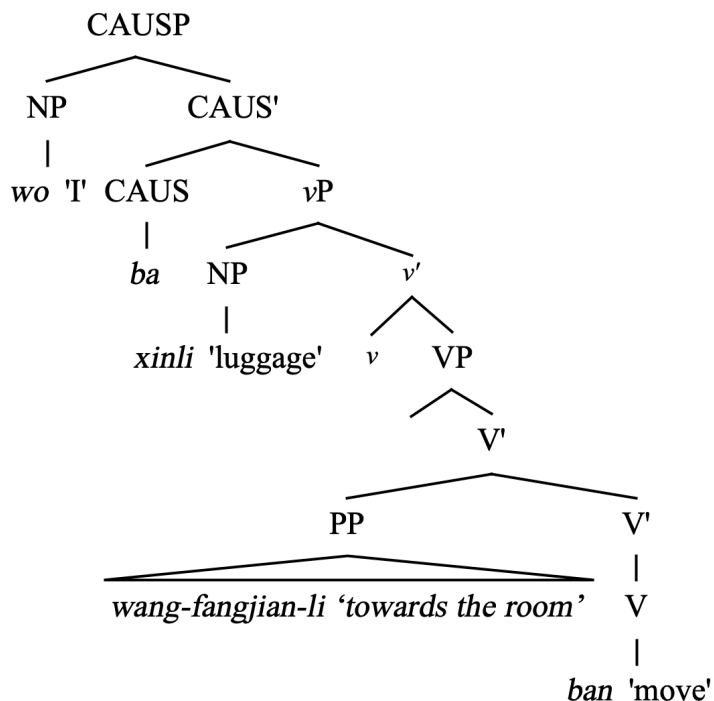 CAUSP
NP CAUS'
wo 'I' CAUS vP
ba NP v'
xinli 'luggage' v VP
V'
PP V'
wang-fangjian-li ‘towards the room’ V
ban 'move'